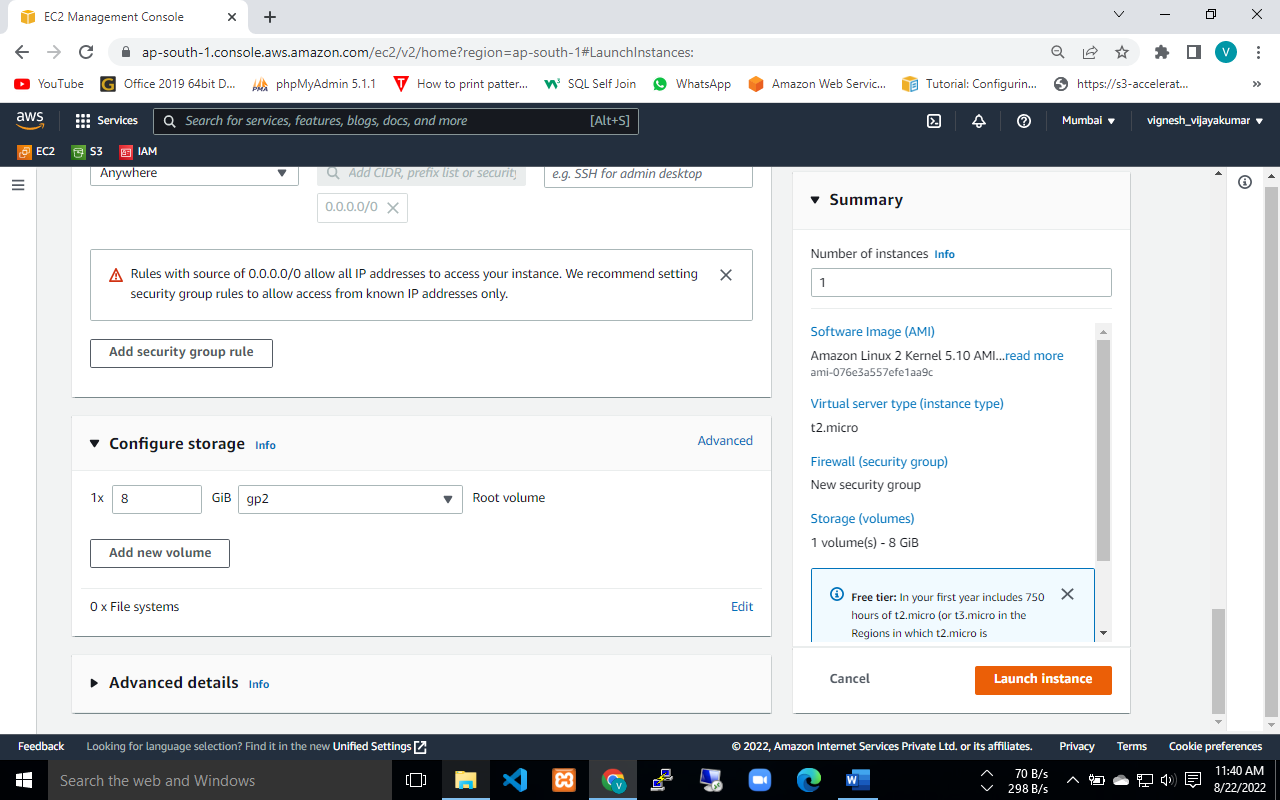 EC2 Management Console
ap-south-1.console.aws.amazon.com/ec2/v2/home?region=ap-south-1#LaunchInstances:
V
YouTube
Office 2019 64bit D...
phpMyAdmin 5.1.1
How to print patter...
SQL Self Join
WhatsApp
Amazon Web Servic...
Tutorial: Configurin...
https://s3-accelerat...
»
aws
Services
Search for services, features, blogs, docs, and more
[Alt+S]
Mumbai
vignesh_vijayakumar
EC2
S3
IAM
Anywhere
Add CIDR, prefix list or security
e.g. SSH for admin desktop
0.0.0.0/0
Rules with source of 0.0.0.0/0 allow all IP addresses to access your instance. We recommend setting
security group rules to allow access from known IP addresses only.
Add security group rule
Configure storage
Info
Advanced
1x
8
GiB
gp2
Root volume
Add new volume
0 x File systems
Edit
Advanced details
Info
Summary
Number of instances
Info
1
Software Image (AMI)
Amazon Linux 2 Kernel 5.10 AMI...read more
ami-076e3a557efe1aa9c
Virtual server type (instance type)
t2.micro
Firewall (security group)
New security group
Storage (volumes)
1 volume(s) - 8 GiB
Free tier: In your first year includes 750
hours of t2.micro (or t3.micro in the
Regions in which t2.micro is
Cancel
Launch instance
Feedback
Looking for language selection? Find it in the new Unified Settings
© 2022, Amazon Internet Services Private Ltd. or its affiliates.
Privacy
Terms
Cookie preferences
Search the web and Windows
70 B/s
298 B/s
11:40 AM
8/22/2022